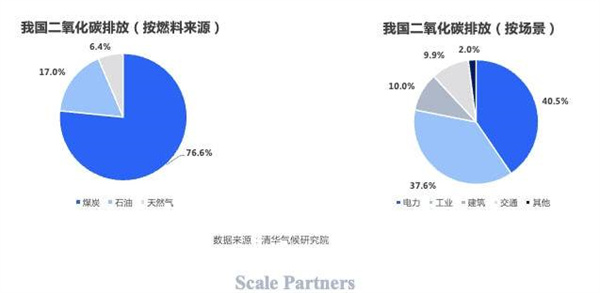 我国二氧化碳排放（按燃料来源）
6.4%
17.0%
76.6%
煤炭 石油 天然气
我国二氧化碳排放（按场景）
2.0%
9.9%
10.0%
40.5%
37.6%
电力 工业 建筑 交通 其他
数据来源：清华气候研究院
Scale Partners